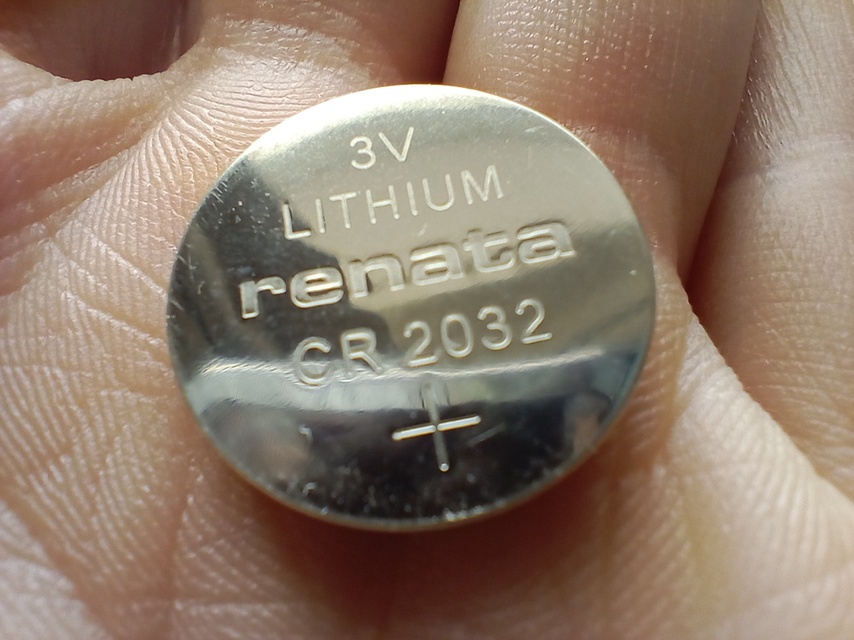 3V
LITHIUM
renata
CR 2032
+